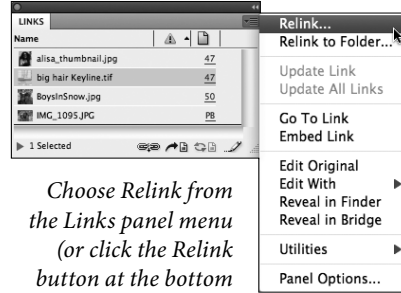 LINKS
Name
alisa_thumbnail.jpg 47
big hair Keyline.tif 47
BoysInSnow.jpg 50
IMG_1095.JPG PB
1 Selected
Choose Relink from
the Links panel menu
(or click the Relink
button at the bottom
Relink...
Relink to Folder...
Update Link
Update All Links
Go To Link
Embed Link
Edit Original
Edit With
Reveal in Finder
Reveal in Bridge
Utilities
Panel Options...